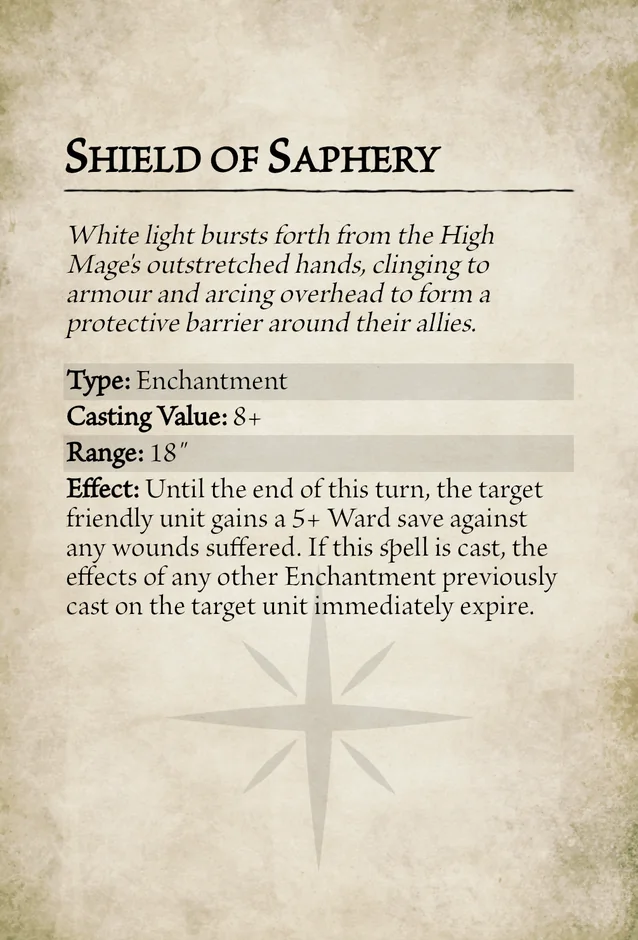 SHIELD OF SAPHERY
White light bursts forth from the High
Mage's outstretched hands, clinging to
armour and arcing overhead to form a
protective barrier around their allies.
Type: Enchantment
Casting Value: 8+
Range: 18"
Effect: Until the end of this turn, the target
friendly unit gains a 5+ Ward save against
any wounds suffered. If this spell is cast, the
effects of any other Enchantment previously
cast on the target unit immediately expire.